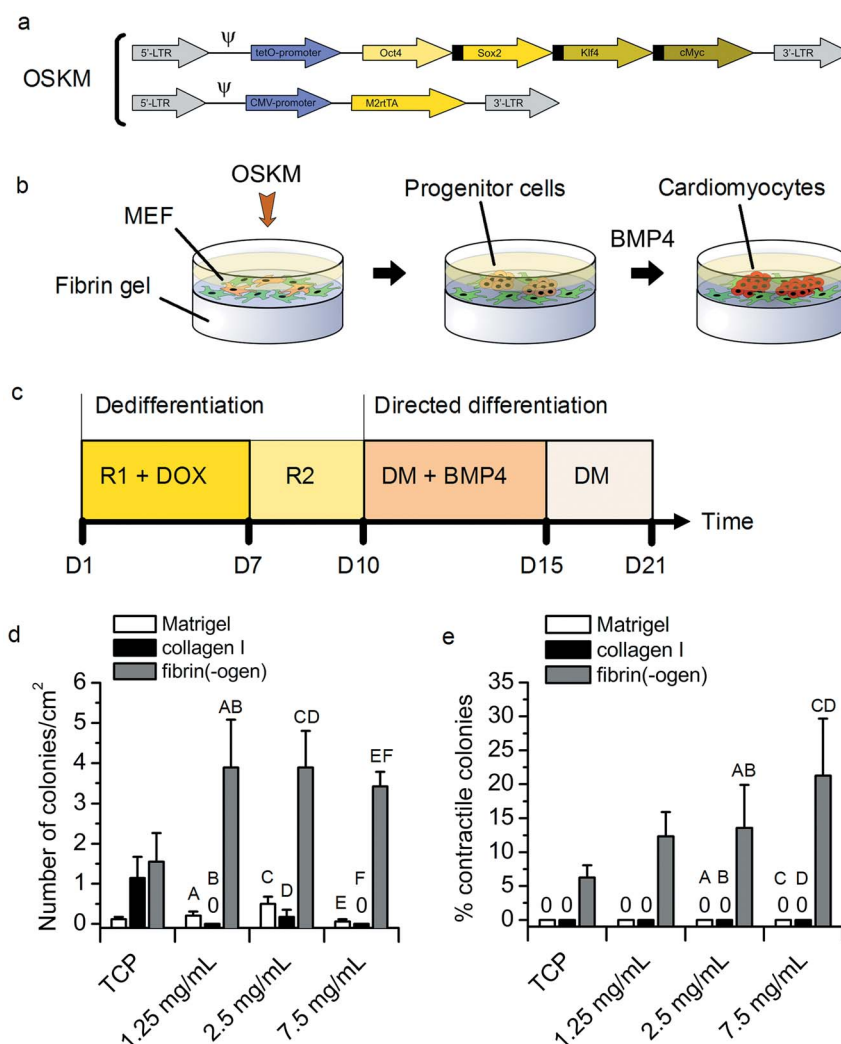 a
OSKM
5'-LTR ψ tetO-promoter Oct4 Sox2 Klf4 cMyc 3'-LTR
5'-LTR ψ CMV-promoter M2rtTA 3'-LTR
b
OSKM
MEF
Fibrin gel
Progenitor cells
BMP4
Cardiomyocytes
c
Dedifferentiation Directed differentiation
R1 + DOX R2 DM + BMP4 DM
Time
D1 D7 D10 D15 D21
d
Matrigel
collagen I
fibrin(-ogen)
Number of colonies/cm²
6
5
4
3
2
1
0
AB CD EF
A B 0 C D E F 0
TCP 1.25 mg/mL 2.5 mg/mL 7.5 mg/mL
e
Matrigel
collagen I
fibrin(-ogen)
% contractile colonies
35
30
25
20
15
10
5
0
AB CD
A B C D
0 0 0 0 0 0 0 0
TCP 1.25 mg/mL 2.5 mg/mL 7.5 mg/mL